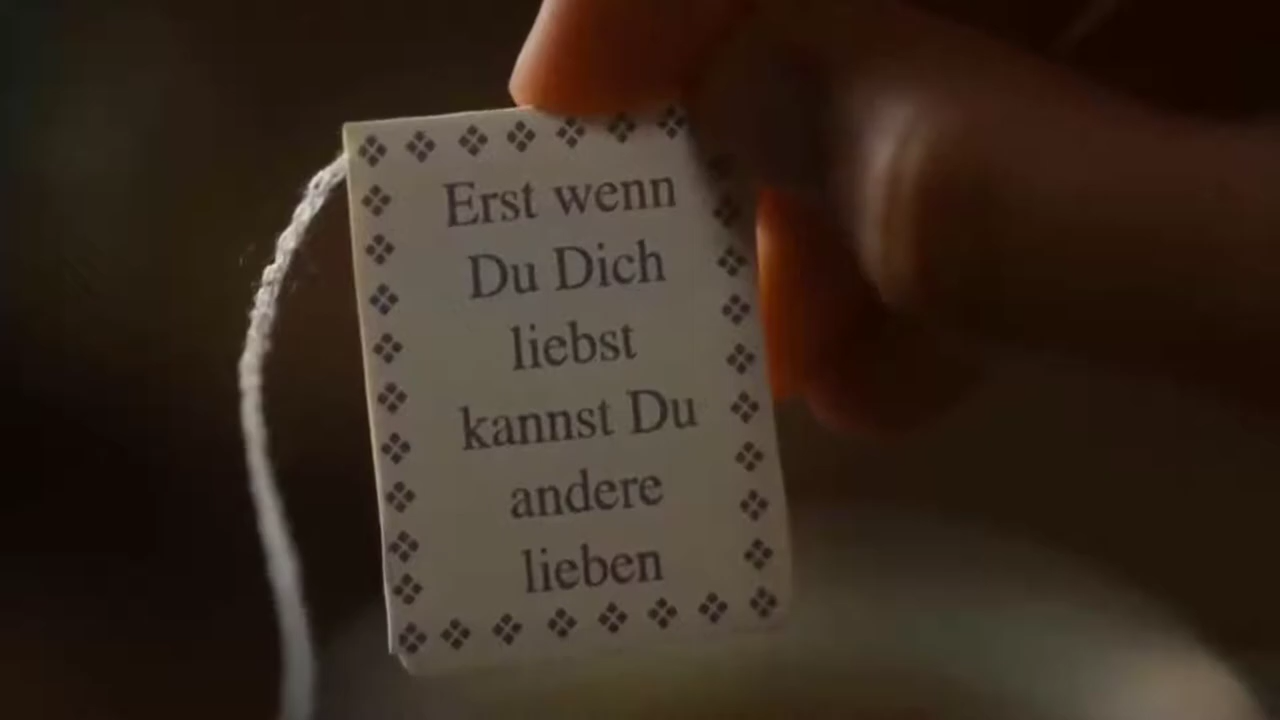 Erst wenn
Du Dich
liebst
kannst Du
andere
lieben